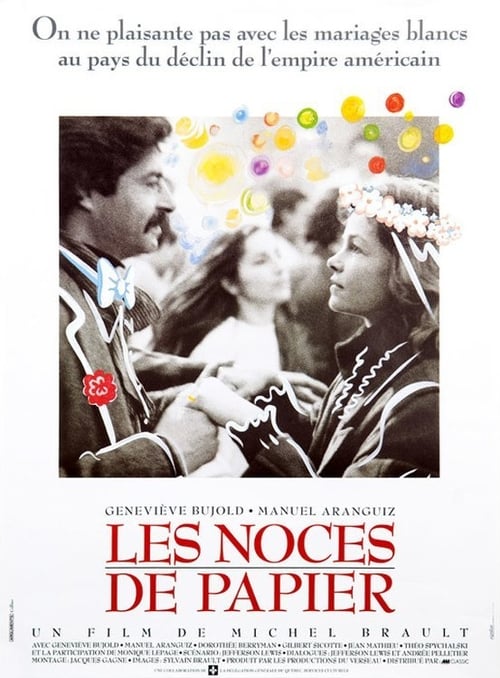 On ne plaisante pas avec les mariages blancs
au pays du déclin de l'empire américain
GENEVIÈVE BUJOLD • MANUEL ARANGUIZ
LES NOCES
DE PAPIER
UN FILM DE MICHEL BRAULT
AVEC GENEVIÈVE BUJOLD • MANUEL ARANGUIZ • DOROTHÉE BERRYMAN • GILBERT SICOTTE • JEAN MATHIEU • THÉO SPYCHALSKI
ET LA PARTICIPATION DE MONIQUE LEPAGE • SCÉNARIO: JEFFERSON LEWIS • DIALOGUES: JEFFERSON LEWIS ET ANDRÉE PELLETIER
MONTAGE: JACQUES GAGNÉ • IMAGES: SYLVAIN BRAULT • PRODUIT PAR LES PRODUCTIONS DU VERSEAU • DISTRIBUÉ PAR: CLASSIC